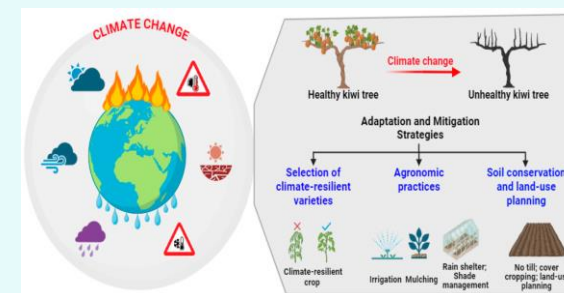 CLIMATE CHANGE
Climate change
Healthy kiwi tree
Unhealthy kiwi tree
Adaptation and Mitigation
Strategies
Selection of
climate-resilient
varieties
Agronomic
practices
Soil conservation
and land-use
planning
Climate-resilient
crop
Irrigation
Mulching
Rain shelter;
Shade
management
No till; cover
cropping; land-use
planning